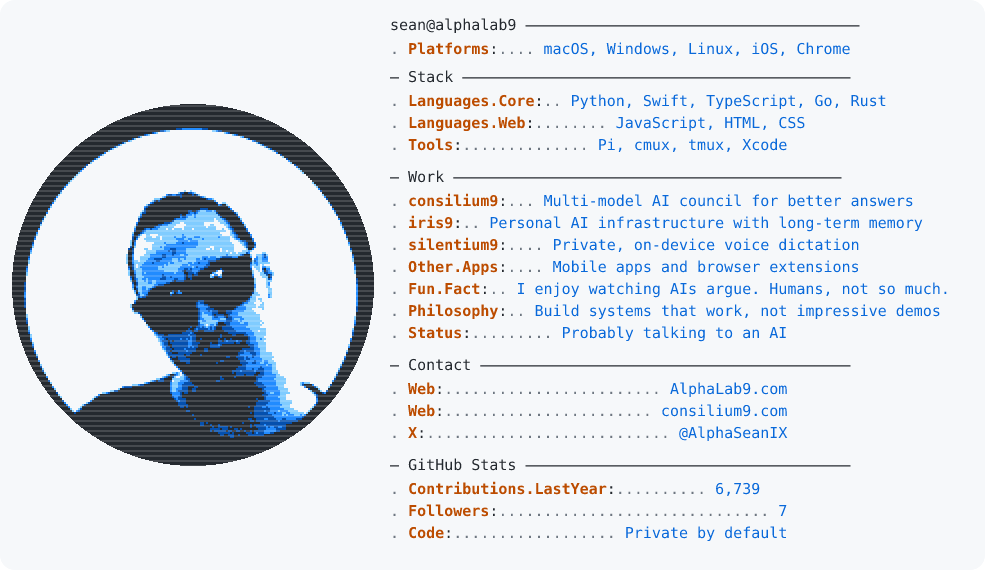 sean@alphalab9 ─────────────────────────────────────
. Platforms:.... macOS, Windows, Linux, iOS, Chrome
─ Stack ───────────────────────────────────────────
. Languages.Core:.. Python, Swift, TypeScript, Go, Rust
. Languages.Web:........ JavaScript, HTML, CSS
. Tools:.............. Pi, cmux, tmux, Xcode
─ Work ───────────────────────────────────────────
. consilium9:... Multi-model AI council for better answers
. iris9:.. Personal AI infrastructure with long-term memory
. silentium9:.... Private, on-device voice dictation
. Other.Apps:.... Mobile apps and browser extensions
. Fun.Fact:.. I enjoy watching AIs argue. Humans, not so much.
. Philosophy:.. Build systems that work, not impressive demos
. Status:......... Probably talking to an AI
─ Contact ─────────────────────────────────────────
. Web:........................ AlphaLab9.com
. Web:....................... consilium9.com
. X:........................... @AlphaSeanIX
─ GitHub Stats ────────────────────────────────────
. Contributions.LastYear:.......... 6,739
. Followers:.............................. 7
. Code:.................. Private by default